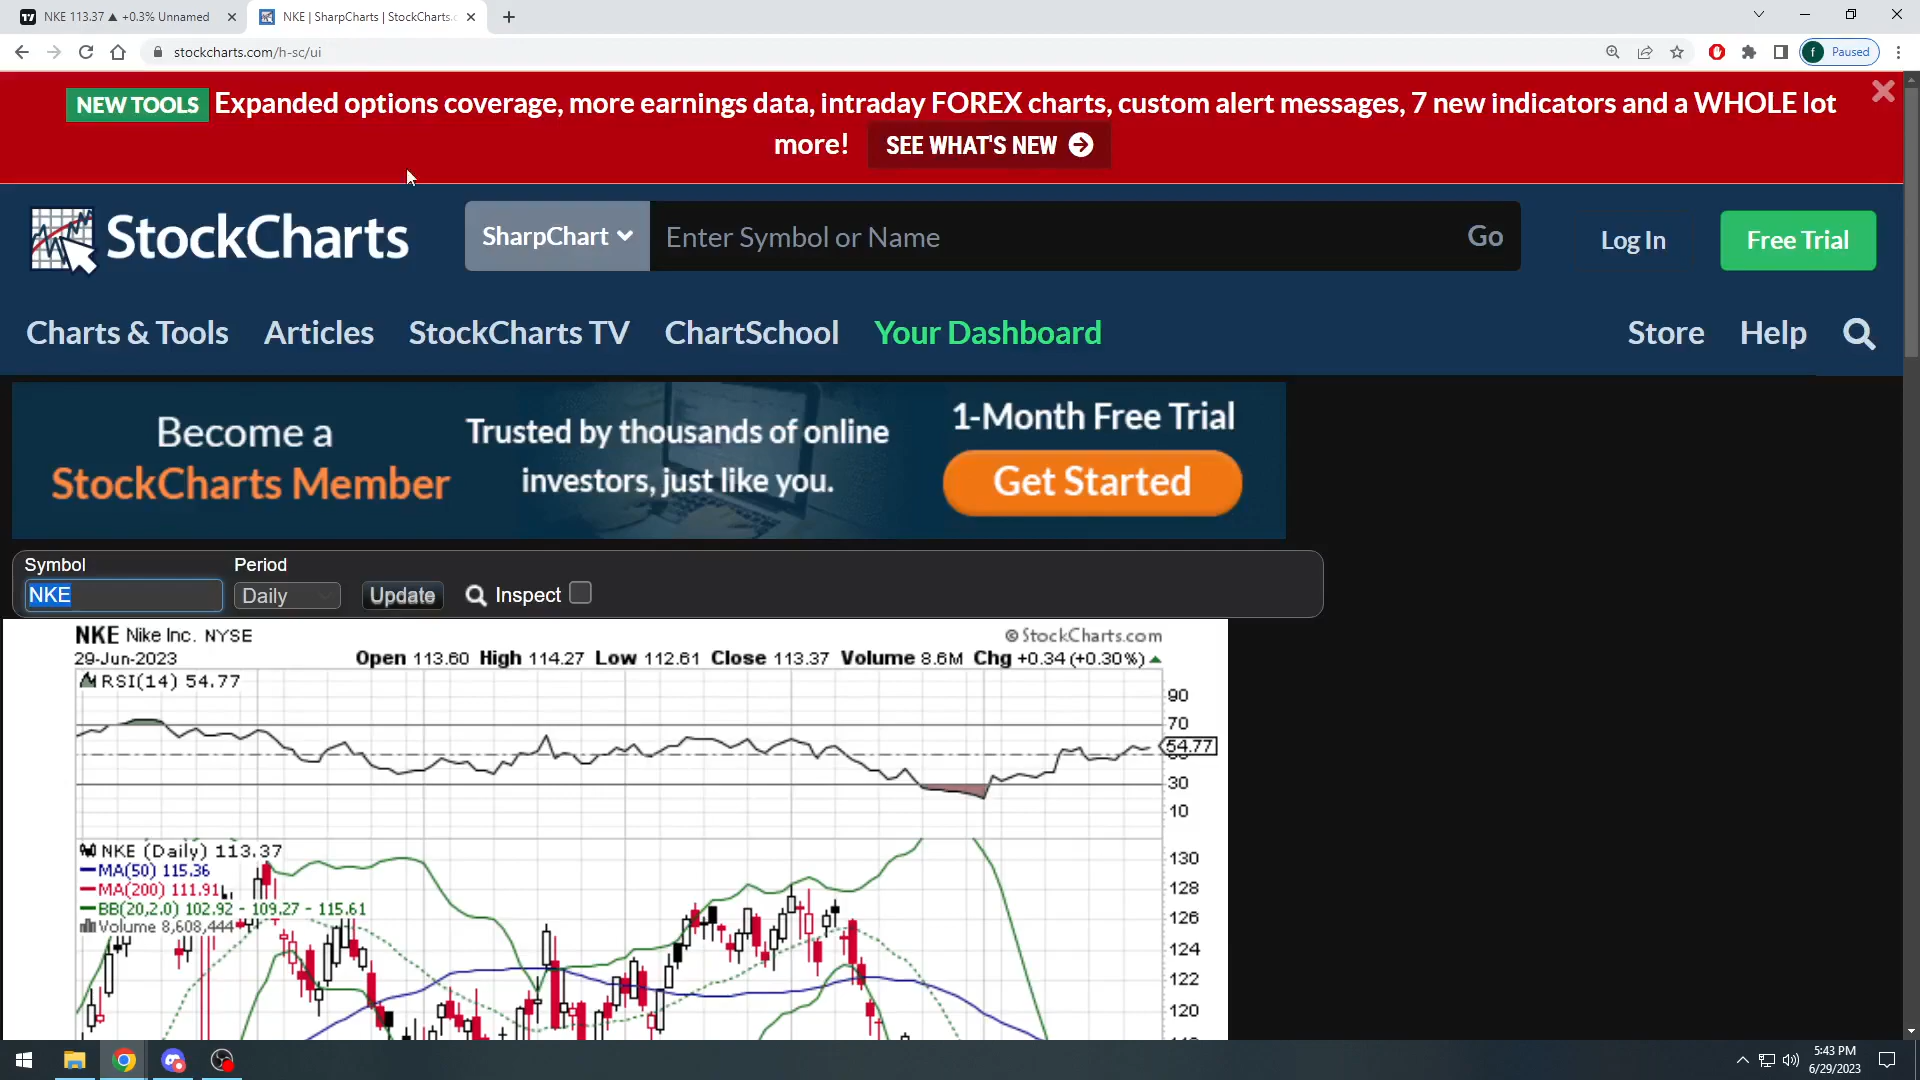 NKE 113.37 ▲ +0.3% Unnamed
NKE | SharpCharts | StockCharts.c
stockcharts.com/h-sc/ui
f Paused
NEW TOOLS Expanded options coverage, more earnings data, intraday FOREX charts, custom alert messages, 7 new indicators and a WHOLE lot
more! SEE WHAT'S NEW
StockCharts
SharpChart
Enter Symbol or Name
Go
Log In
Free Trial
Charts & Tools Articles StockCharts TV ChartSchool Your Dashboard Store Help
Become a
StockCharts Member
Trusted by thousands of online
investors, just like you.
1-Month Free Trial
Get Started
Symbol Period
NKE Daily Update Inspect
NKE Nike Inc. NYSE © StockCharts.com
29-Jun-2023 Open 113.60 High 114.27 Low 112.61 Close 113.37 Volume 8.6M Chg +0.34 (+0.30%) ▲
RSI(14) 54.77
90
70
54.77
30
10
NKE (Daily) 113.37
MA(50) 115.36
MA(200) 111.91
BB(20,2.0) 102.92 - 109.27 - 115.61
Volume 8,608,444
130
128
126
124
122
120
5:43 PM
6/29/2023